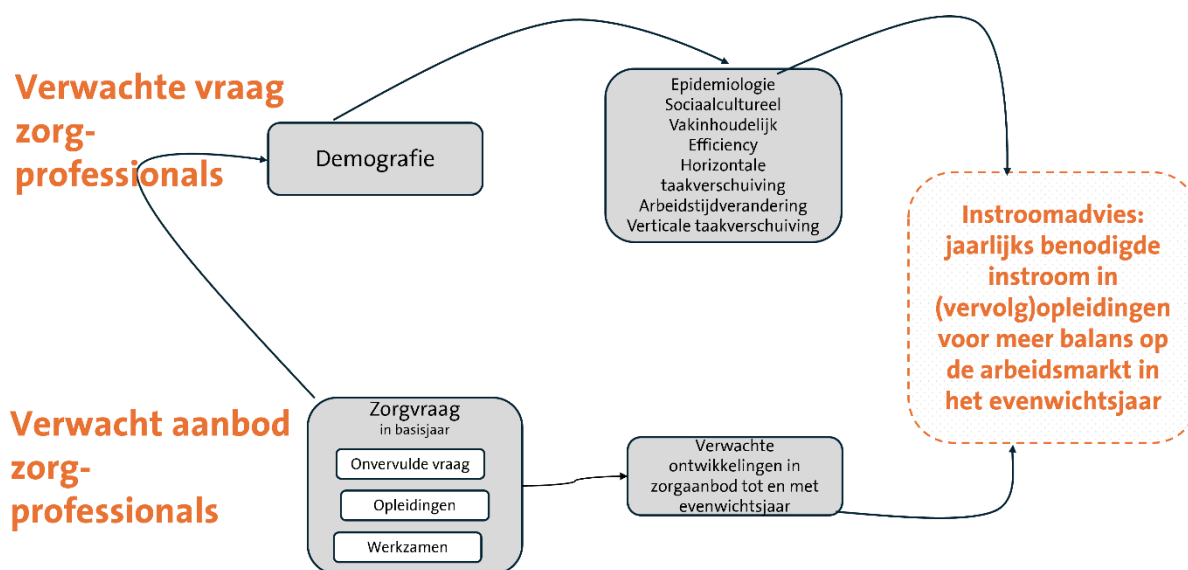 Verwachte vraag
zorg-
professionals
Demografie
Epidemiologie
Sociaalcultureel
Vakinhoudelijk
Efficiency
Horizontale
taakverschuiving
Arbeidstijdverandering
Verticale taakverschuiving
Instroomadvies:
jaarlijks benodigde
instroom in
(vervolg)opleidingen
voor meer balans op
de arbeidsmarkt in
het evenwichtsjaar
Verwacht aanbod
zorg-
professionals
Zorgvraag
in basisjaar
Onvervulde vraag
Opleidingen
Werkzamen
Verwachte
ontwikkelingen in
zorgaanbod tot en met
evenwichtsjaar